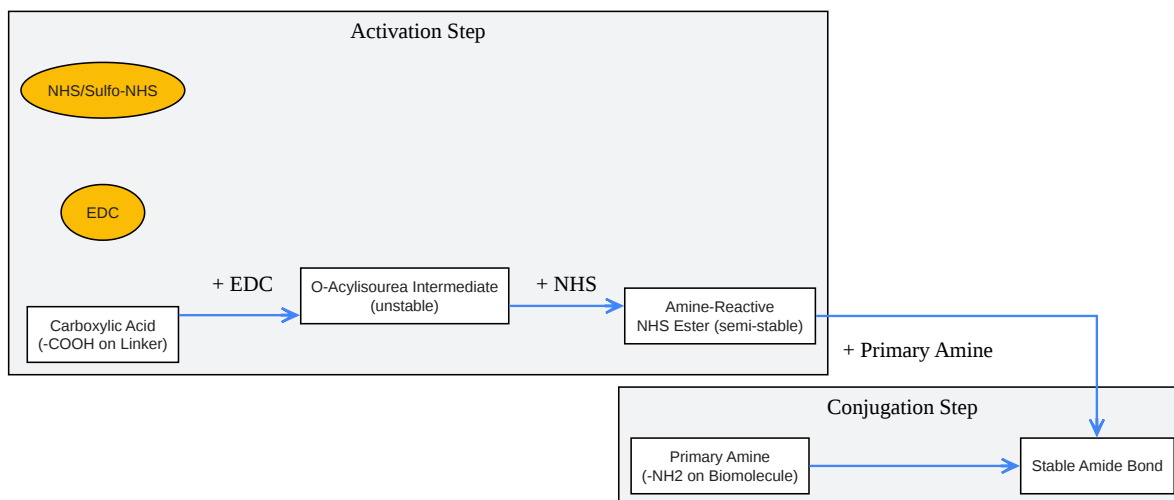 Activation Step
NHS/Sulfo-NHS
EDC
+ EDC
O-Acylisourea Intermediate
(unstable)
+ NHS
Amine-Reactive
NHS Ester (semi-stable)
Carboxylic Acid
(-COOH on Linker)
+ Primary Amine
Conjugation Step
Primary Amine
(-NH2 on Biomolecule)
Stable Amide Bond